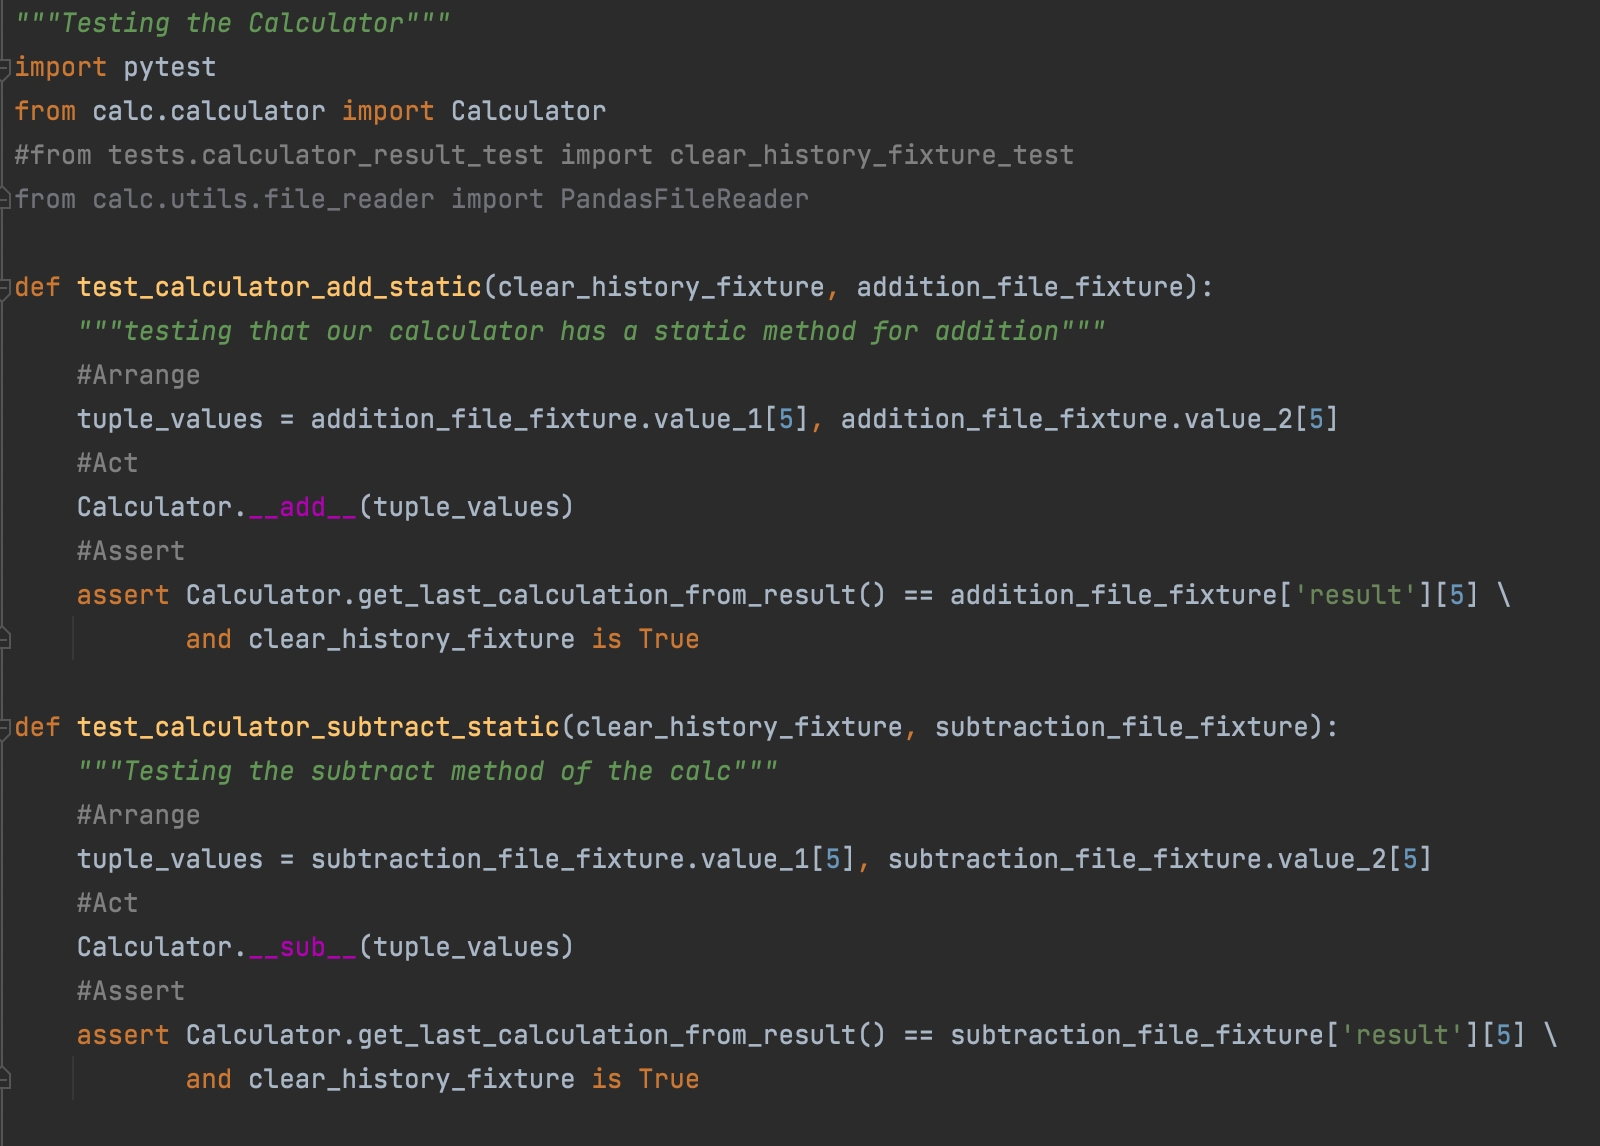 """Testing the Calculator"""
import pytest
from calc.calculator import Calculator
#from tests.calculator_result_test import clear_history_fixture_test
from calc.utils.file_reader import PandasFileReader

def test_calculator_add_static(clear_history_fixture, addition_file_fixture):
    """testing that our calculator has a static method for addition"""
    #Arrange
    tuple_values = addition_file_fixture.value_1[5], addition_file_fixture.value_2[5]
    #Act
    Calculator.__add__(tuple_values)
    #Assert
    assert Calculator.get_last_calculation_from_result() == addition_file_fixture['result'][5] \
           and clear_history_fixture is True

def test_calculator_subtract_static(clear_history_fixture, subtraction_file_fixture):
    """Testing the subtract method of the calc"""
    #Arrange
    tuple_values = subtraction_file_fixture.value_1[5], subtraction_file_fixture.value_2[5]
    #Act
    Calculator.__sub__(tuple_values)
    #Assert
    assert Calculator.get_last_calculation_from_result() == subtraction_file_fixture['result'][5] \
           and clear_history_fixture is True